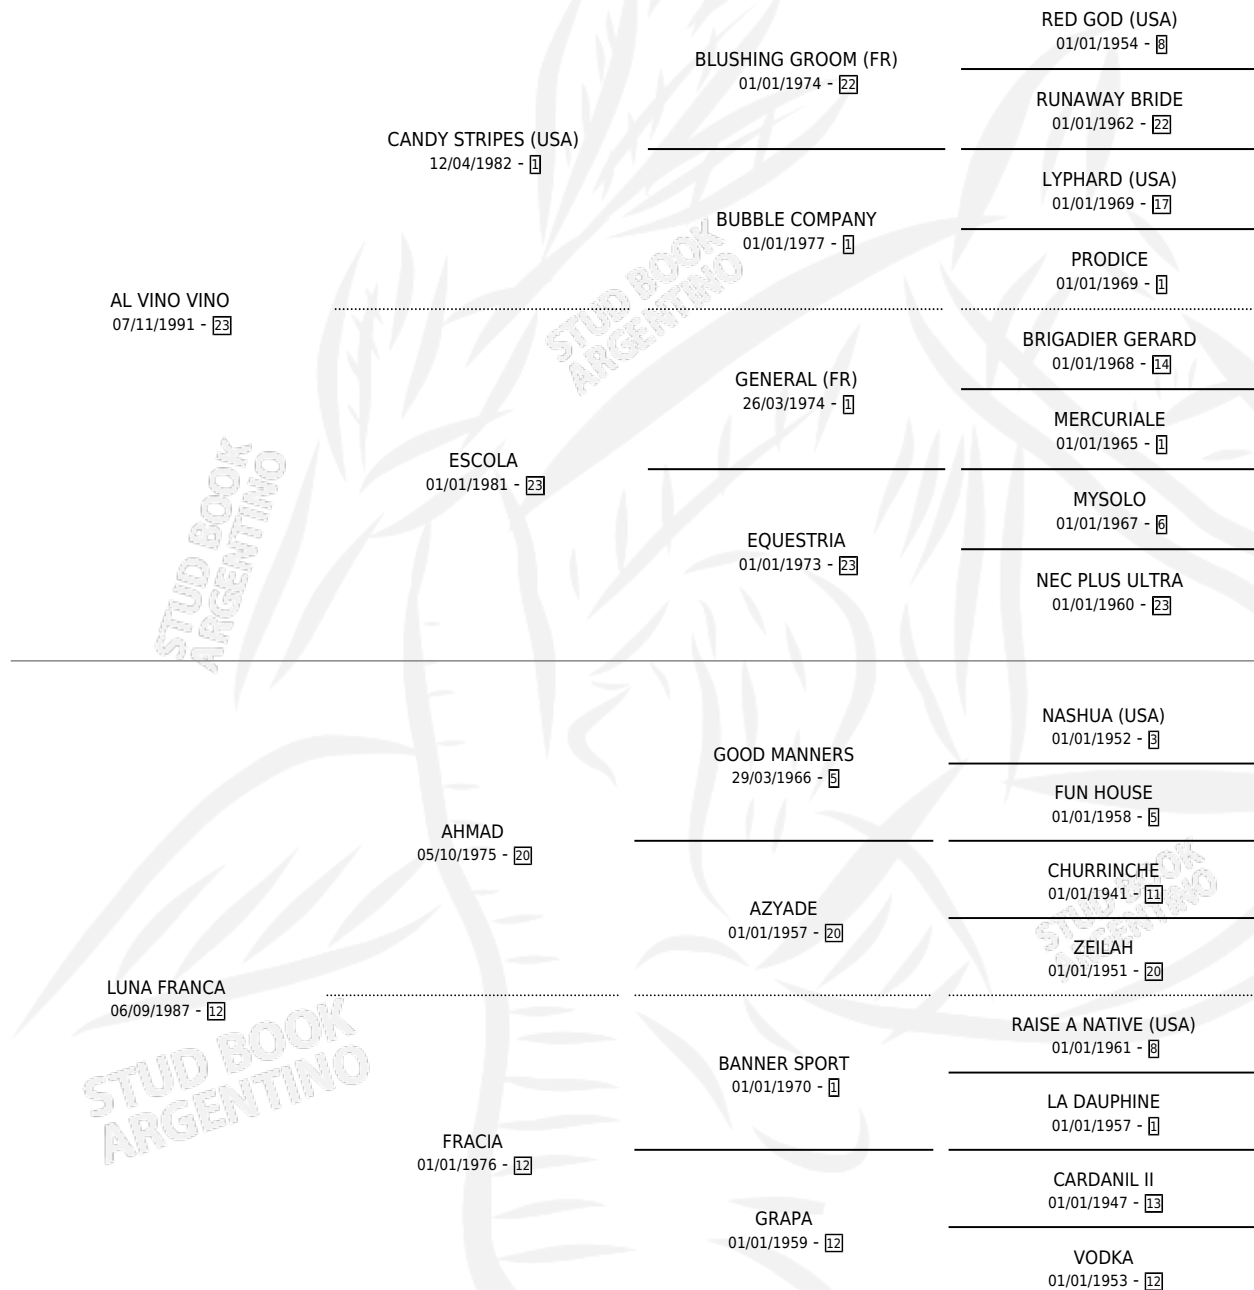 RED GOD (USA)
01/01/1954 - 8
BLUSHING GROOM (FR)
01/01/1974 - 22
RUNAWAY BRIDE
01/01/1962 - 22
CANDY STRIPES (USA)
12/04/1982 - 1
LYPHARD (USA)
01/01/1969 - 17
BUBBLE COMPANY
01/01/1977 - 1
PRODICE
01/01/1969 - 1
AL VINO VINO
07/11/1991 - 23
STUD BOOK
ARGENTINO
BRIGADIER GERARD
01/01/1968 - 14
GENERAL (FR)
26/03/1974 - 1
MERCURIALE
01/01/1965 - 1
ESCOLA
01/01/1981 - 23
MYSOLO
01/01/1967 - 6
EQUESTRIA
01/01/1973 - 23
NEC PLUS ULTRA
01/01/1960 - 23
STUD BOOK
ARGENTINO
NASHUA (USA)
01/01/1952 - 3
GOOD MANNERS
29/03/1966 - 5
FUN HOUSE
01/01/1958 - 5
AHMAD
05/10/1975 - 20
CHURRINCHE
01/01/1941 - 11
AZYADE
01/01/1957 - 20
STUD BOOK
ARGENTINO
ZEILAH
01/01/1951 - 20
LUNA FRANCA
06/09/1987 - 12
RAISE A NATIVE (USA)
01/01/1961 - 8
BANNER SPORT
01/01/1970 - 1
STUD BOOK
ARGENTINO
LA DAUPHINE
01/01/1957 - 1
FRACIA
01/01/1976 - 12
CARDANIL II
01/01/1947 - 13
GRAPA
01/01/1959 - 12
VODKA
01/01/1953 - 12